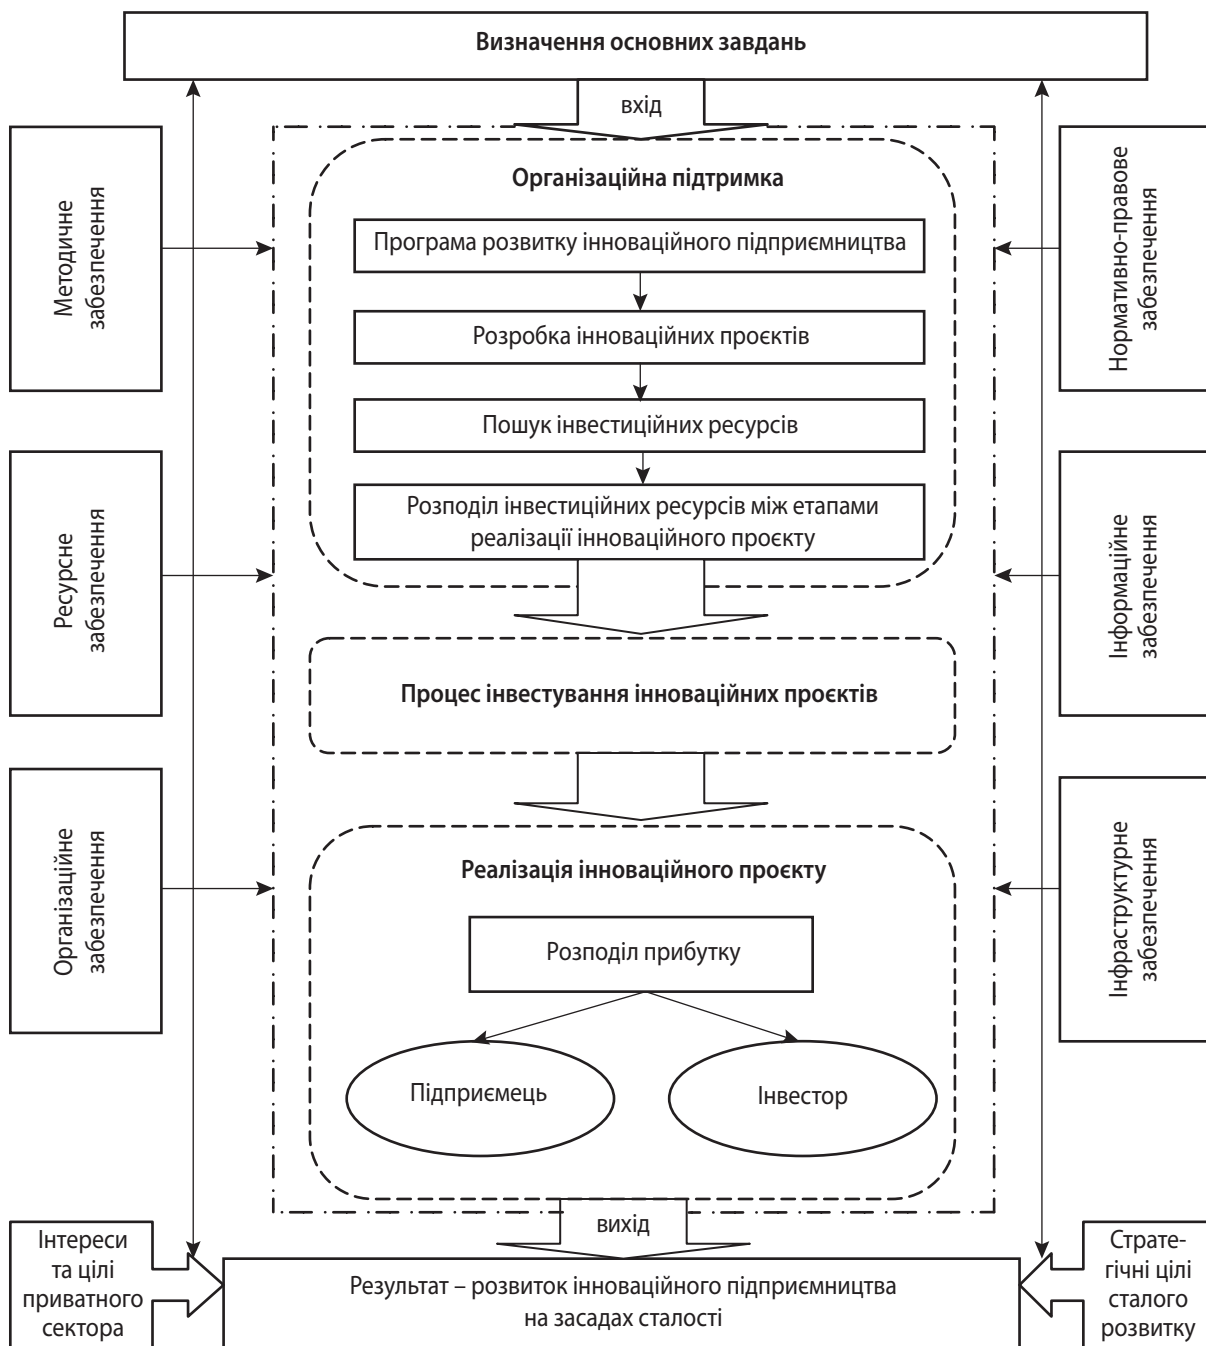 Визначення основних завдань
вхід
Організаційна підтримка
Програма розвитку інноваційного підприємництва
Розробка інноваційних проєктів
Пошук інвестиційних ресурсів
Розподіл інвестиційних ресурсів між етапами
реалізації інноваційного проєкту
Процес інвестування інноваційних проєктів
Реалізація інноваційного проєкту
Розподіл прибутку
Підприємець
Інвестор
вихід
Результат – розвиток інноваційного підприємництва
на засадах сталості
Методичне
забезпечення
Ресурсне
забезпечення
Організаційне
забезпечення
Інтереси
та цілі
приватного
сектора
Нормативно-правове
забезпечення
Інформаційне
забезпечення
Інфраструктурне
забезпечення
Страте-
гічні цілі
сталого
розвитку